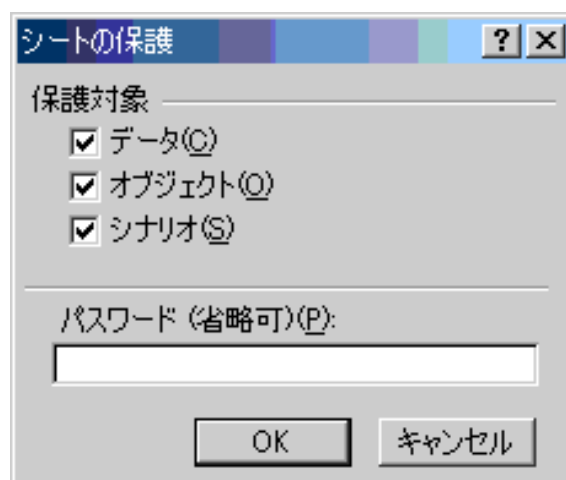 シートの保護
保護対象
データ(C)
オブジェクト(O)
シナリオ(S)
パスワード (省略可)(P):
OK キャンセル